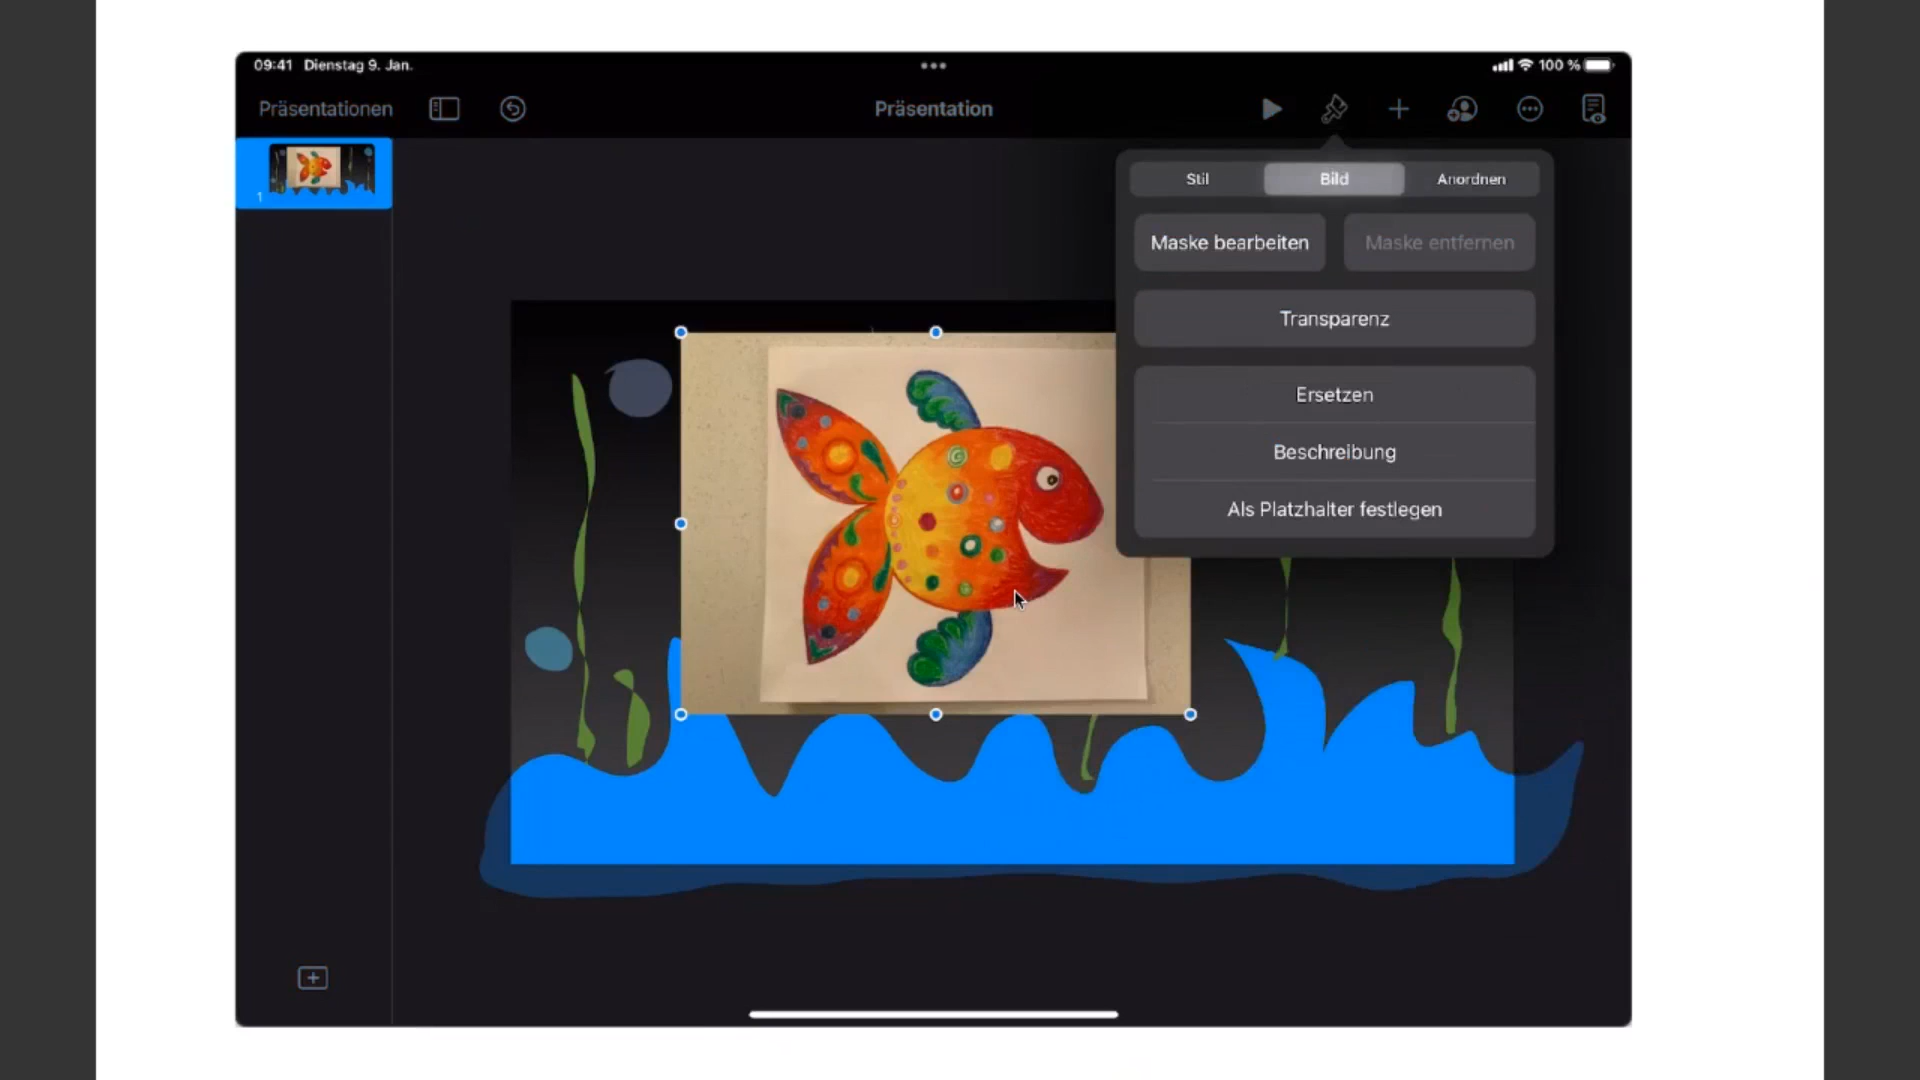 09:41 Dienstag 9. Jan.
100 %
Präsentationen
Präsentation
Stil
Bild
Anordnen
Maske bearbeiten
Maske entfernen
Transparenz
Ersetzen
Beschreibung
Als Platzhalter festlegen
1